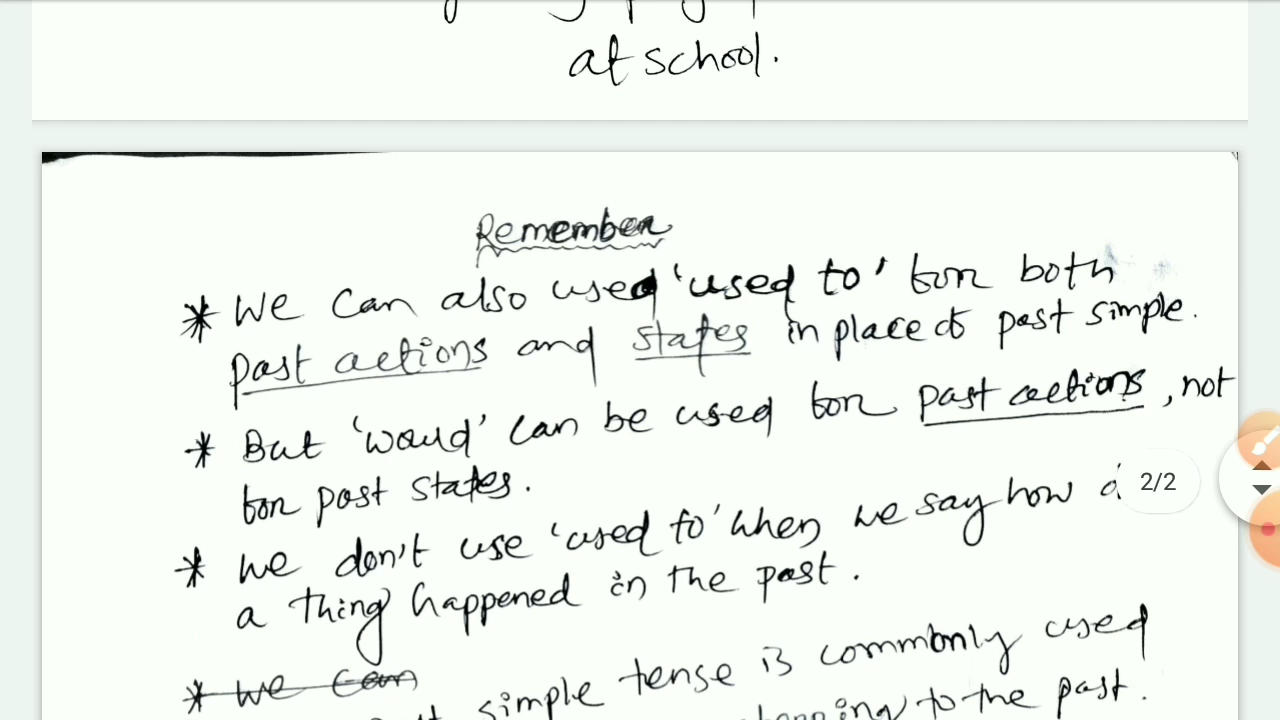 at school.
Remember
* We can also used 'used to' for both
past actions and states in place of past simple.
* But 'would' can be used for past actions, not
for past states.
* We don't use 'used to' when we say how
a thing happened in the past.
* We can
simple tense is commonly used
to the past.
2/2